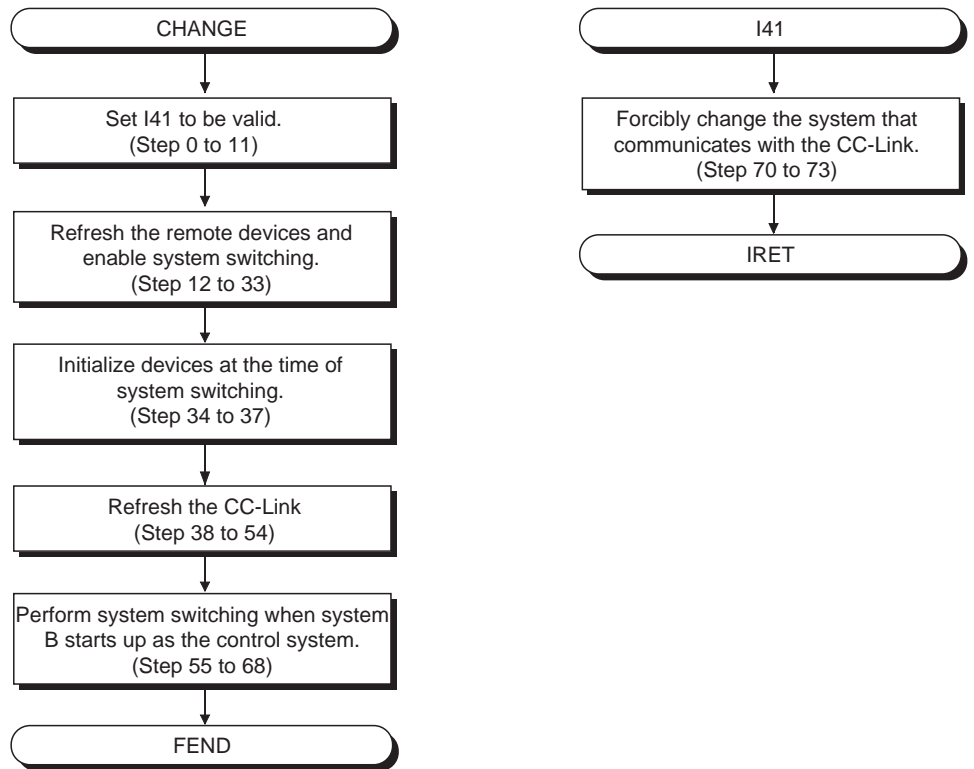 CHANGE
Set I41 to be valid.
(Step 0 to 11)
Refresh the remote devices and
enable system switching.
(Step 12 to 33)
Initialize devices at the time of
system switching.
(Step 34 to 37)
Refresh the CC-Link
(Step 38 to 54)
Perform system switching when system
B starts up as the control system.
(Step 55 to 68)
FEND
I41
Forcibly change the system that
communicates with the CC-Link.
(Step 70 to 73)
IRET